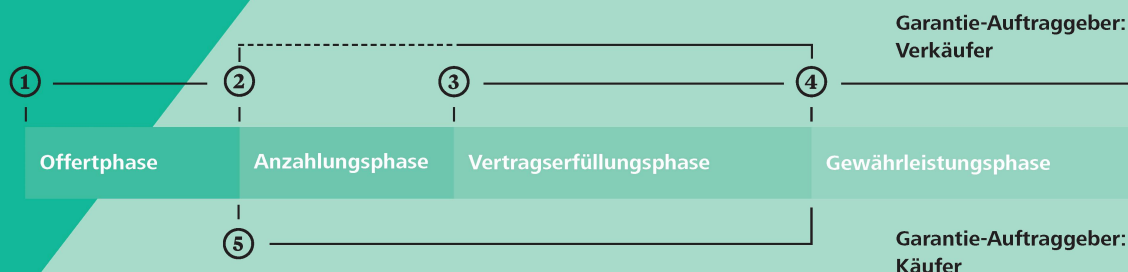 Garantie-Auftraggeber:
Verkäufer
1 2 3 4
Offertphase Anzahlungsphase Vertragserfüllungsphase Gewährleistungsphase
5
Garantie-Auftraggeber:
Käufer